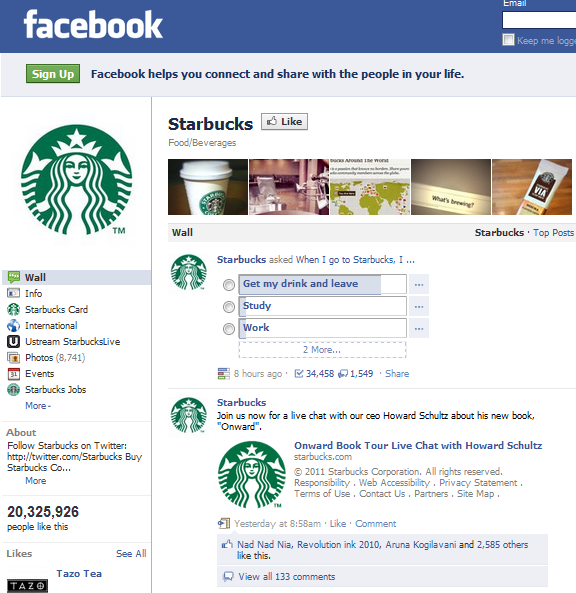 facebook
Email
Keep me logge
Sign Up
Facebook helps you connect and share with the people in your life.
Starbucks
Like
Food/Beverages
ucks Around The World
What's brewing?
VIA
TM
Wall
Starbucks · Top Posts
Wall
Info
Starbucks Card
International
Ustream StarbucksLive
Photos (8,741)
Events
Starbucks Jobs
More
About
Follow Starbucks on Twitter:
http://twitter.com/Starbucks Buy
Starbucks Co...
More
20,325,926
people like this
Likes
See All
Tazo Tea
TAZO
Starbucks asked When I go to Starbucks, I ...
Get my drink and leave
...
Study
...
Work
...
2 More...
8 hours ago · 34,458 1,549 · Share
Starbucks
Join us now for a live chat with our ceo Howard Schultz about his new book,
"Onward".
Onward Book Tour Live Chat with Howard Schultz
starbucks.com
© 2011 Starbucks Corporation. All rights reserved.
Responsibility . Web Accessibility . Privacy Statement .
Terms of Use . Contact Us . Partners . Site Map .
TM
Yesterday at 8:58am · Like · Comment
Nad Nad Nia, Revolution ink 2010, Aruna Kogilavani and 2,585 others
like this.
View all 133 comments